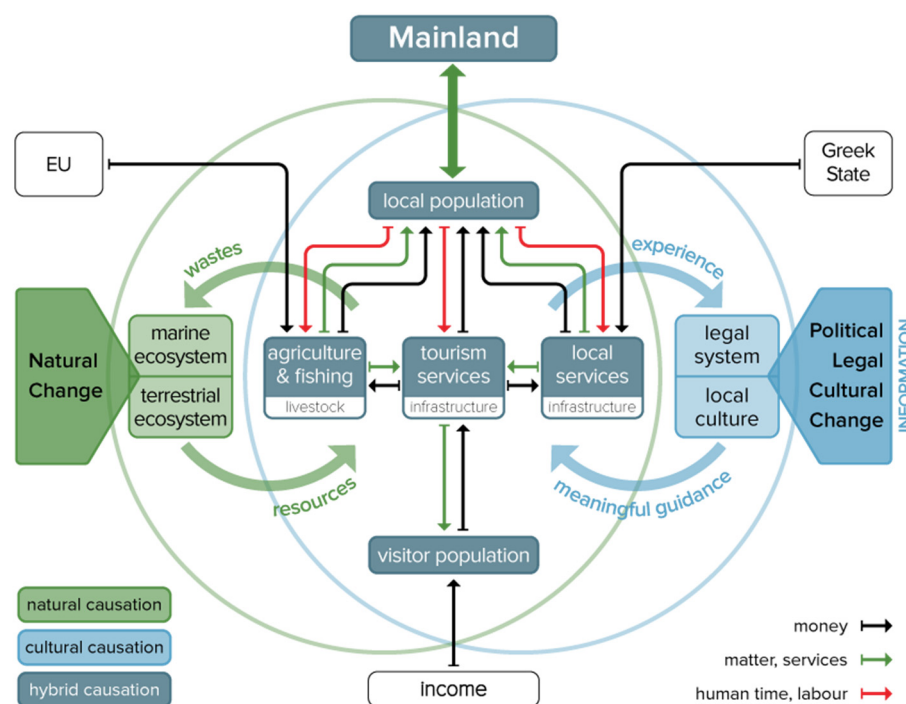 Mainland
EU
Greek
State
local population
wastes
experience
Natural
Change
marine
ecosystem
terrestrial
ecosystem
agriculture
& fishing
livestock
tourism
services
infrastructure
local
services
infrastructure
legal
system
local
culture
Political
Legal
Cultural
Change
INFORMATION
resources
meaningful guidance
visitor population
natural causation
cultural causation
hybrid causation
income
money
matter, services
human time, labour